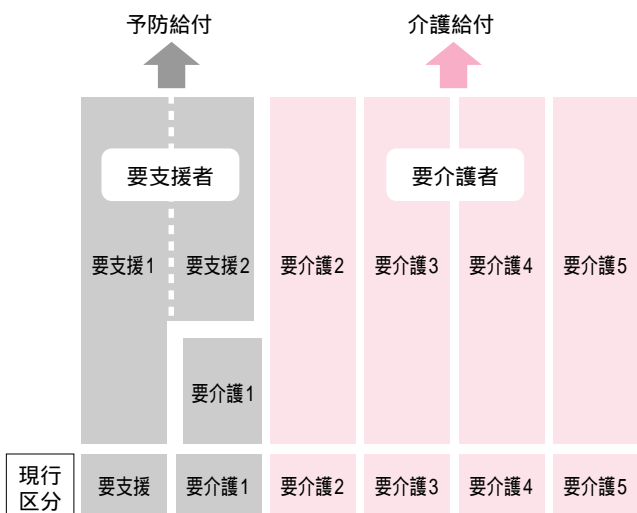 予防給付
介護給付
要支援者
要介護者
要支援1
要支援2
要介護2
要介護3
要介護4
要介護5
要介護1
現行
区分
要支援
要介護1
要介護2
要介護3
要介護4
要介護5